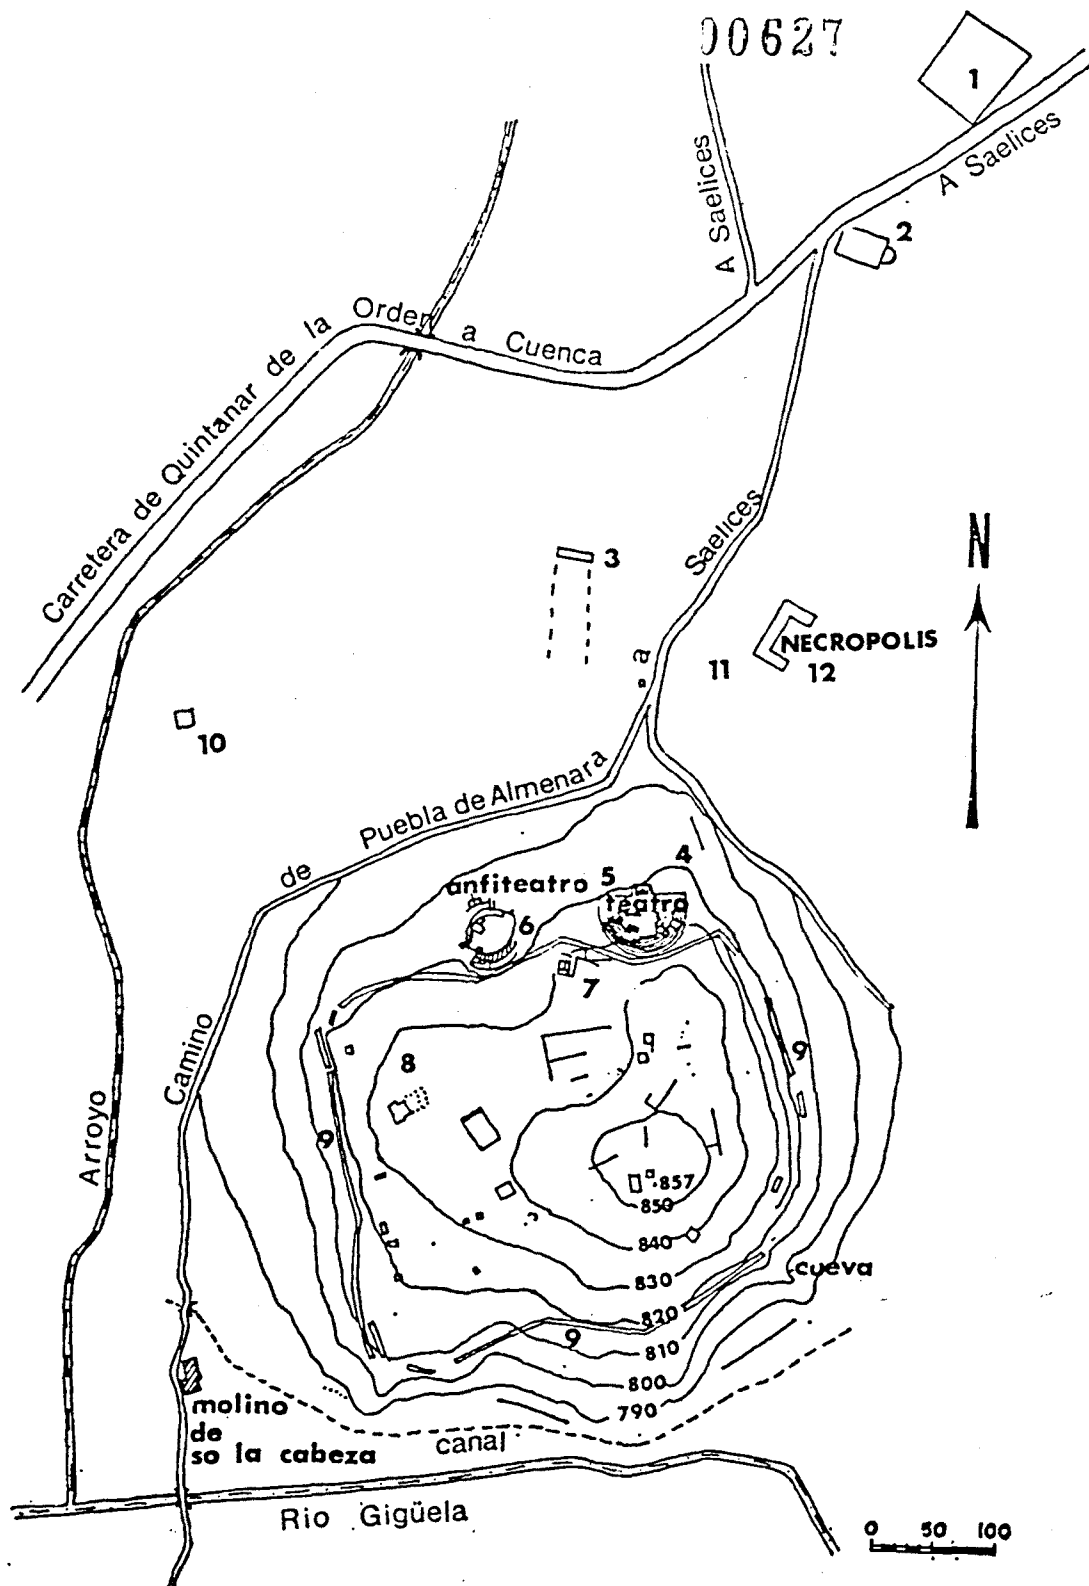 00627
1
A Saelices
A Saelices
2
Carretera de Quintanar de la Orden a Cuenca
3
N
NECROPOLIS
11
12
10
Camino de Puebla de Almenara a Saelices
4
5
anfiteatro
teatro
6
7
8
9
9
Arroyo
857
850
840
830
820
810
800
790
cueva
9
molino
de
so la cabeza
canal
Rio Gigüela
0 50 100